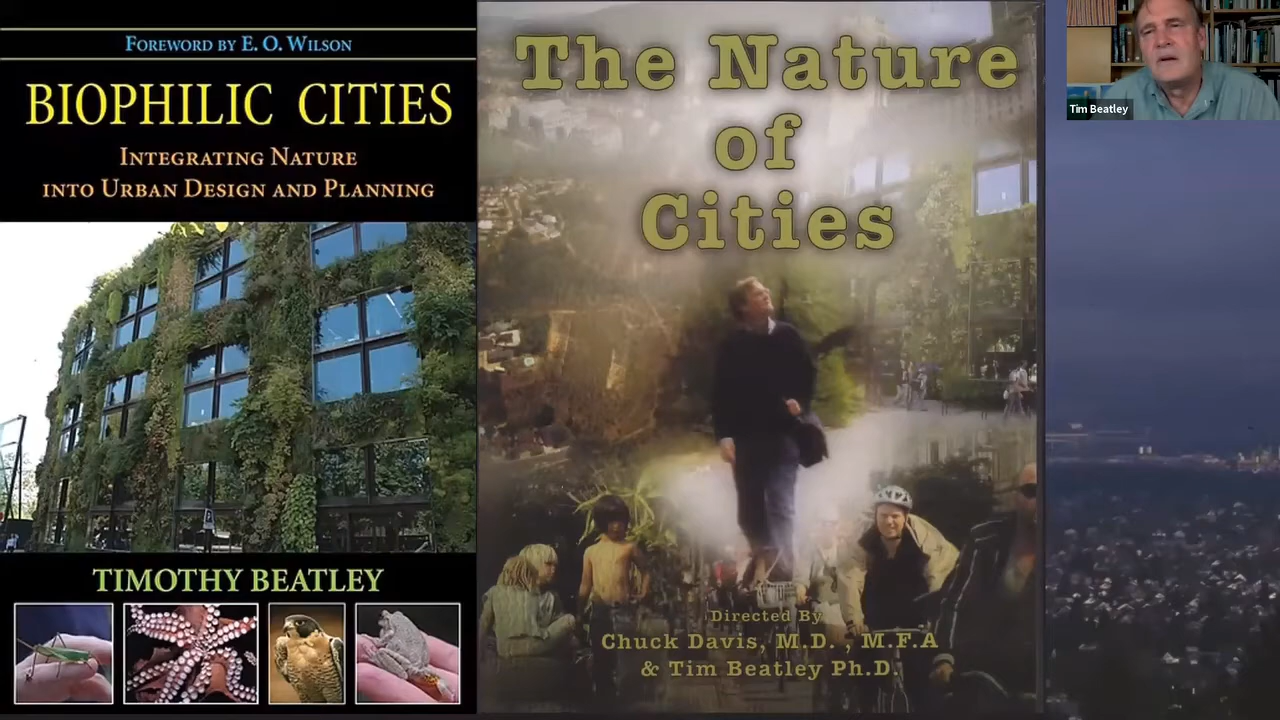 FOREWORD BY E. O. WILSON
BIOPHILIC CITIES
INTEGRATING NATURE
INTO URBAN DESIGN AND PLANNING
TIMOTHY BEATLEY
The Nature
of
Cities
Directed By
Chuck Davis, M.D. , M.F.A
& Tim Beatley Ph.D.
Tim Beatley